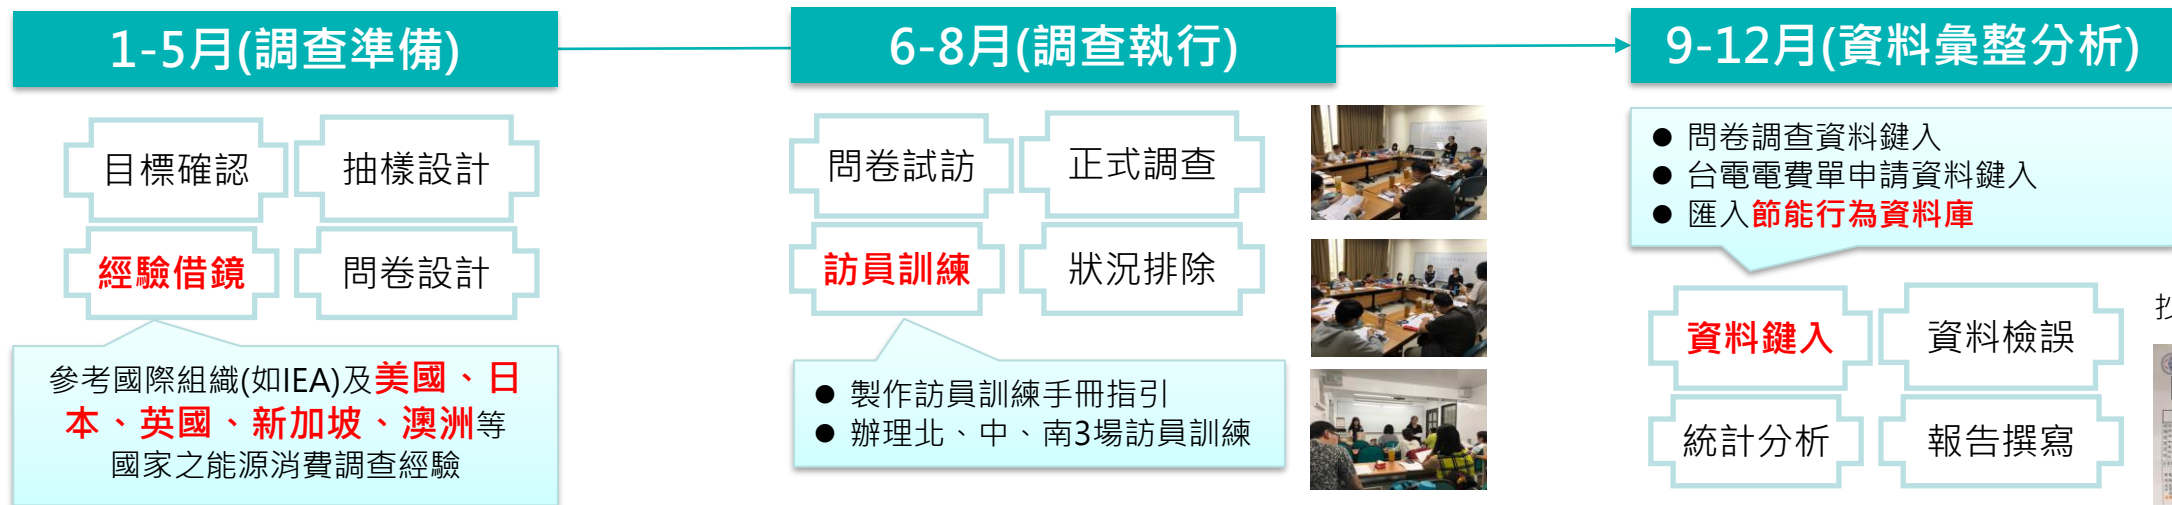 1-5月(調查準備)
目標確認
抽樣設計
經驗借鏡
問卷設計
參考國際組織(如IEA)及美國、日
本、英國、新加坡、澳洲等
國家之能源消費調查經驗
6-8月(調查執行)
問卷試訪
正式調查
訪員訓練
狀況排除
● 製作訪員訓練手冊指引
● 辦理北、中、南3場訪員訓練
9-12月(資料彙整分析)
● 問卷調查資料鍵入
● 台電電費單申請資料鍵入
● 匯入節能行為資料庫
資料鍵入
資料檢誤
統計分析
報告撰寫